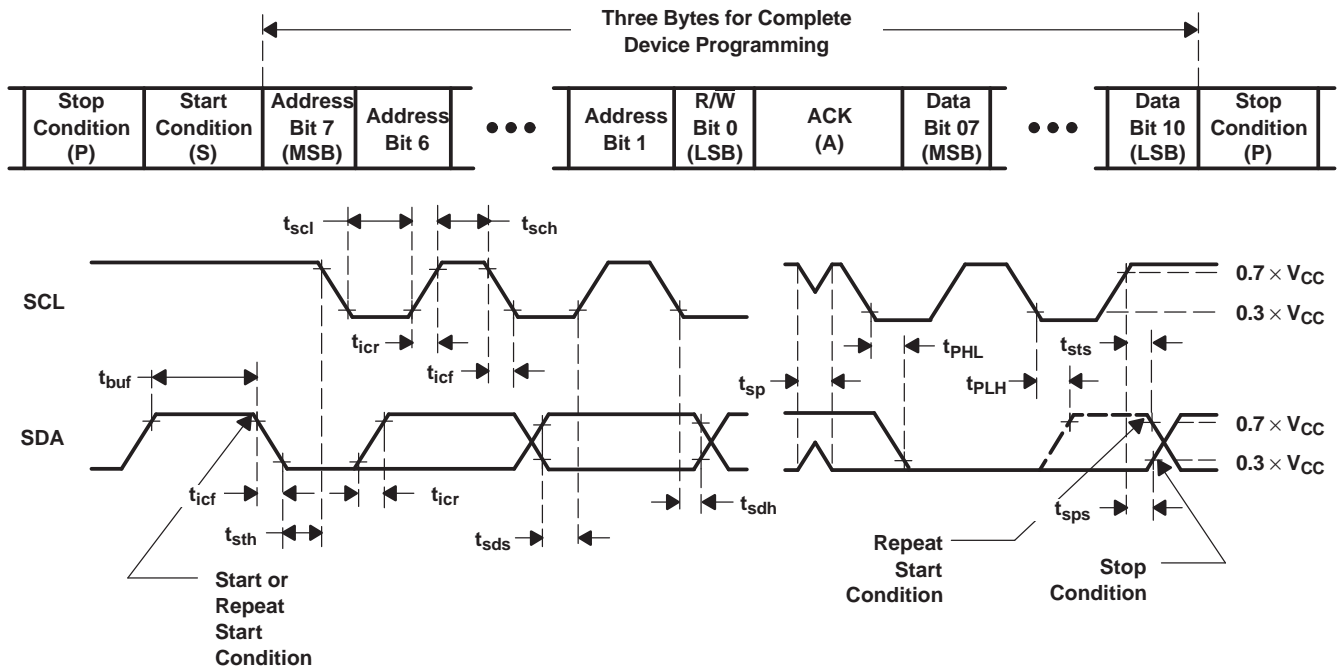 Three Bytes for Complete
Device Programming
Stop
Condition
(P)
Start
Condition
(S)
Address
Bit 7
(MSB)
Address
Bit 6
•••
Address
Bit 1
R/W̅
Bit 0
(LSB)
ACK
(A)
Data
Bit 07
(MSB)
•••
Data
Bit 10
(LSB)
Stop
Condition
(P)
tscl
tsch
SCL
0.7 × VCC
0.3 × VCC
ticr
ticf
tPHL
tsts
tbuf
tsp
tPLH
SDA
0.7 × VCC
0.3 × VCC
ticf
ticr
tsth
tsds
tsdh
tsps
Start or
Repeat
Start
Condition
Repeat
Start
Condition
Stop
Condition